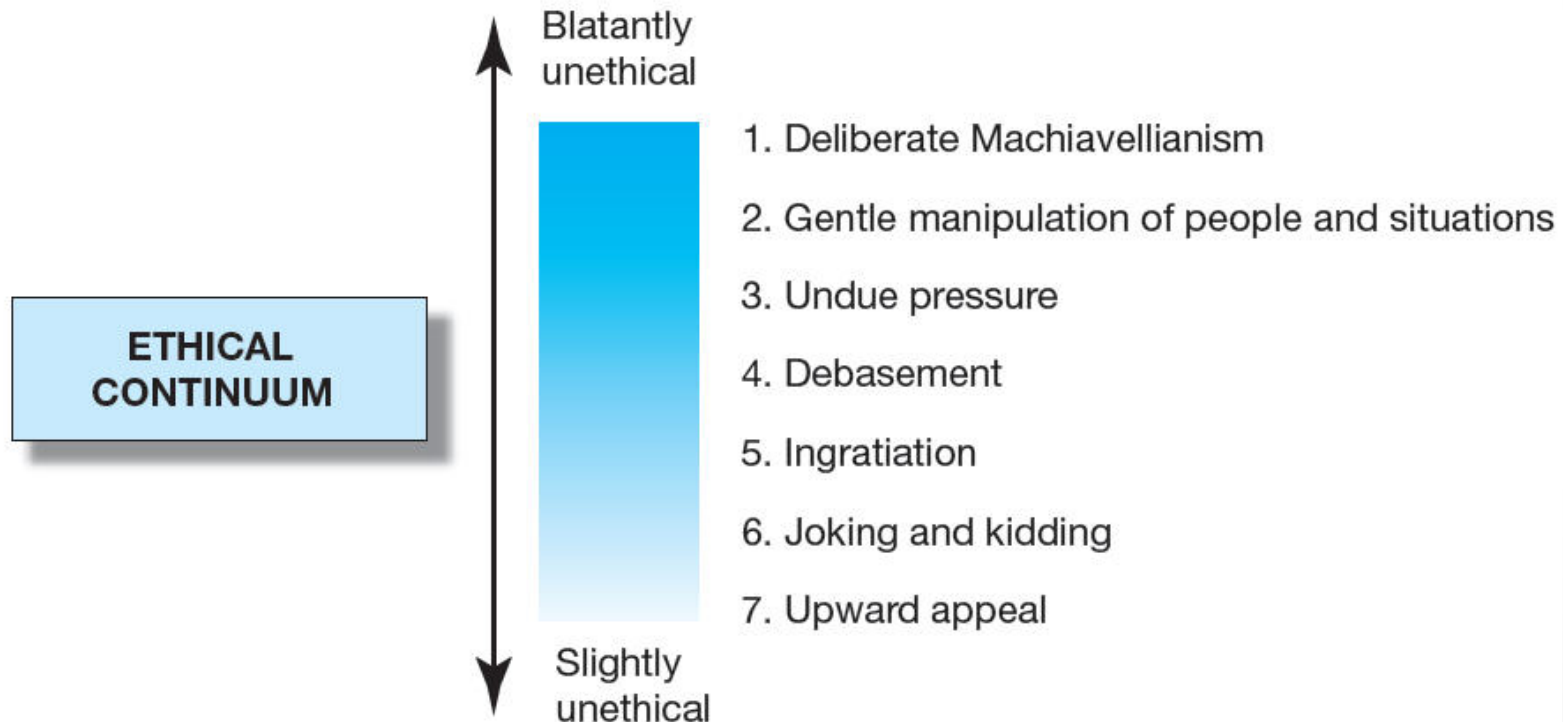 Blatantly
unethical
1. Deliberate Machiavellianism
2. Gentle manipulation of people and situations
3. Undue pressure
ETHICAL
CONTINUUM
4. Debasement
5. Ingratiation
6. Joking and kidding
7. Upward appeal
Slightly
unethical